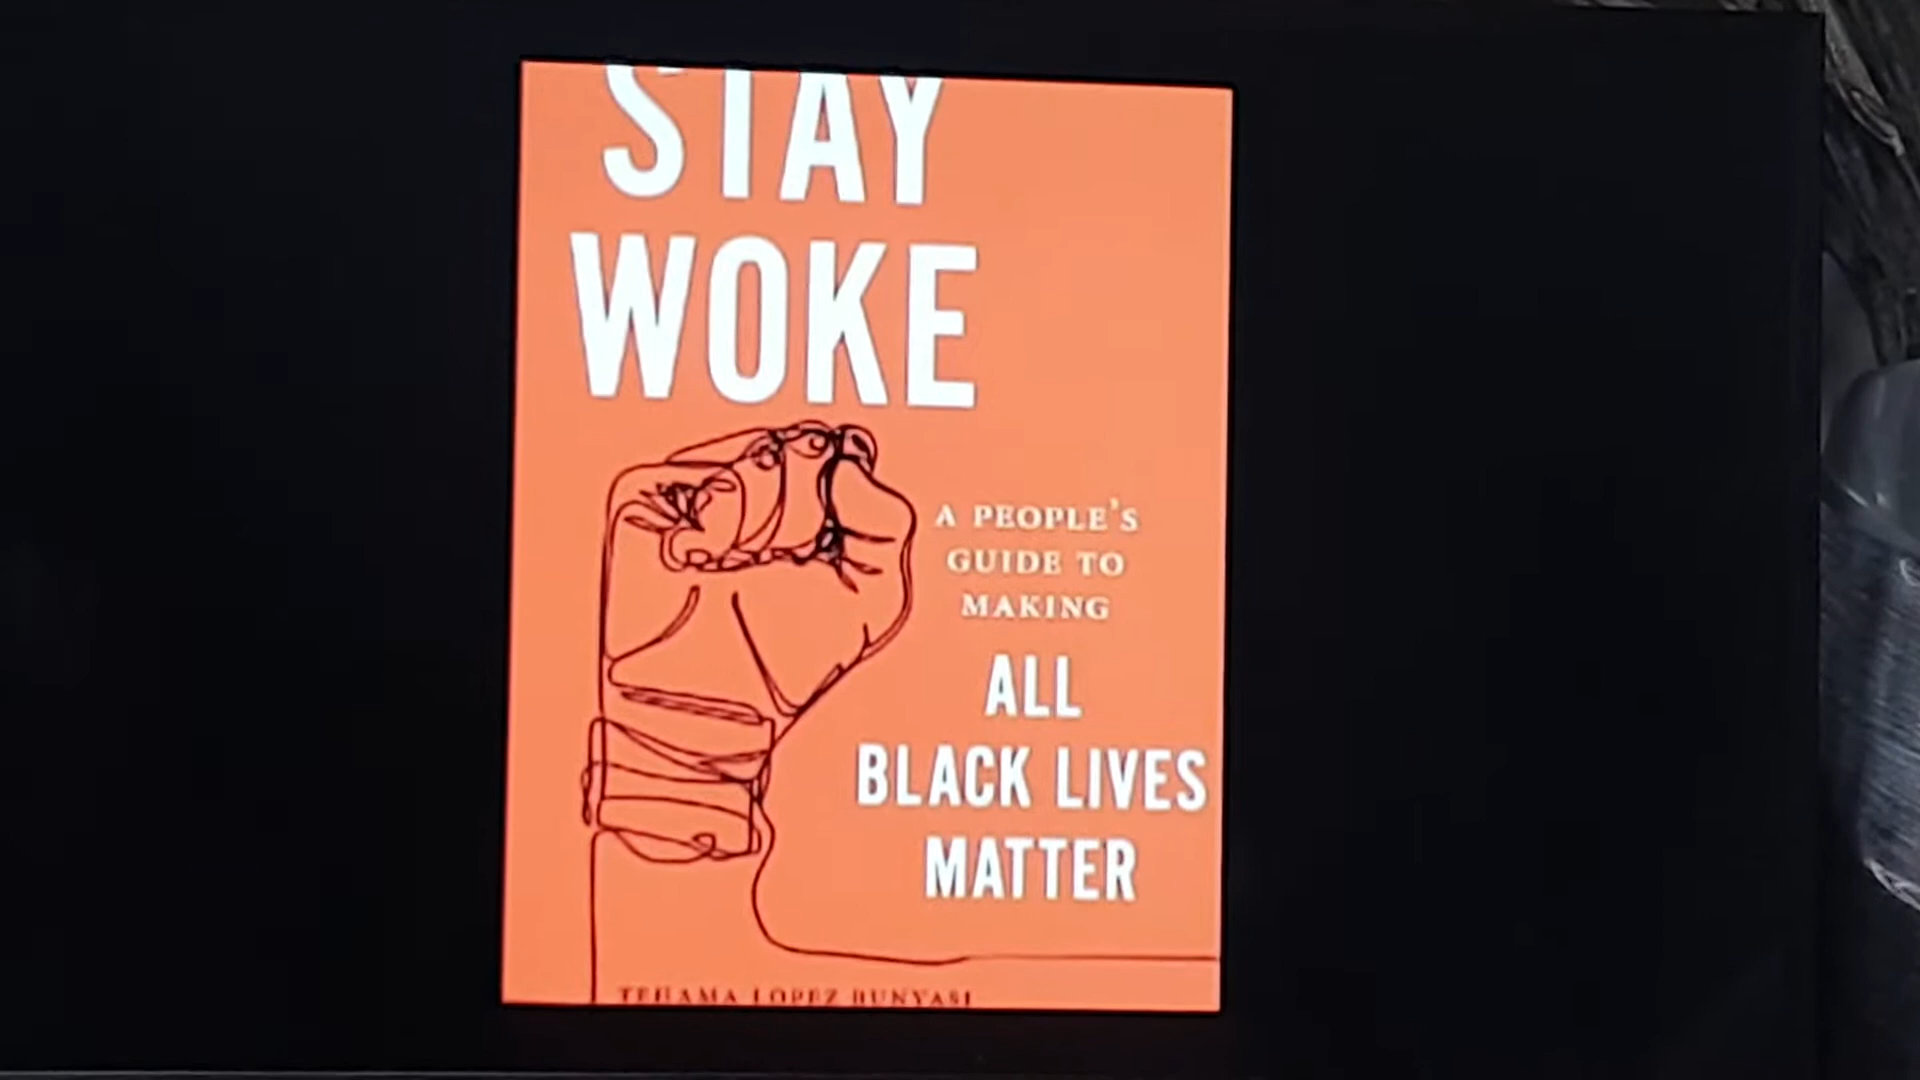 STAY
WOKE
A PEOPLE'S
GUIDE TO
MAKING
ALL
BLACK LIVES
MATTER
TEHAMA LOPEZ BUNYASI